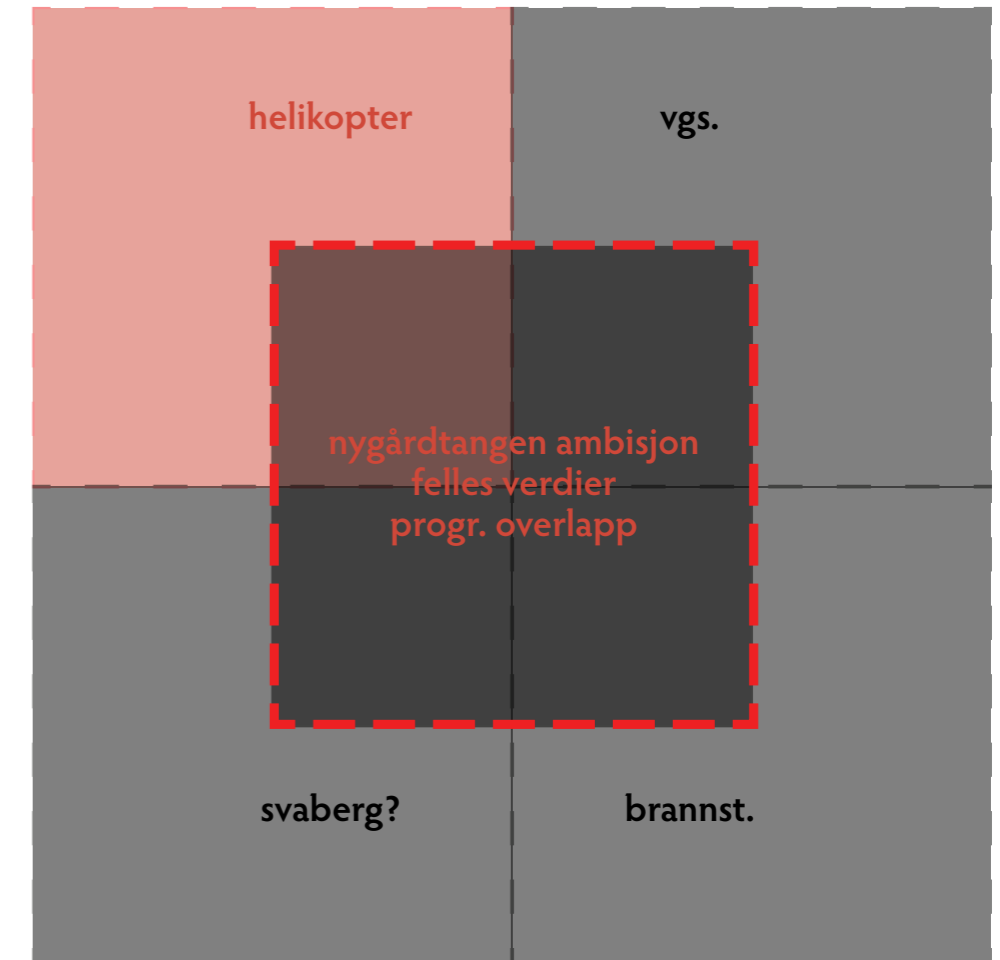 helikopter
vgs.
nygårdtangen ambisjon
felles verdier
progr. overlapp
svaberg?
brannst.